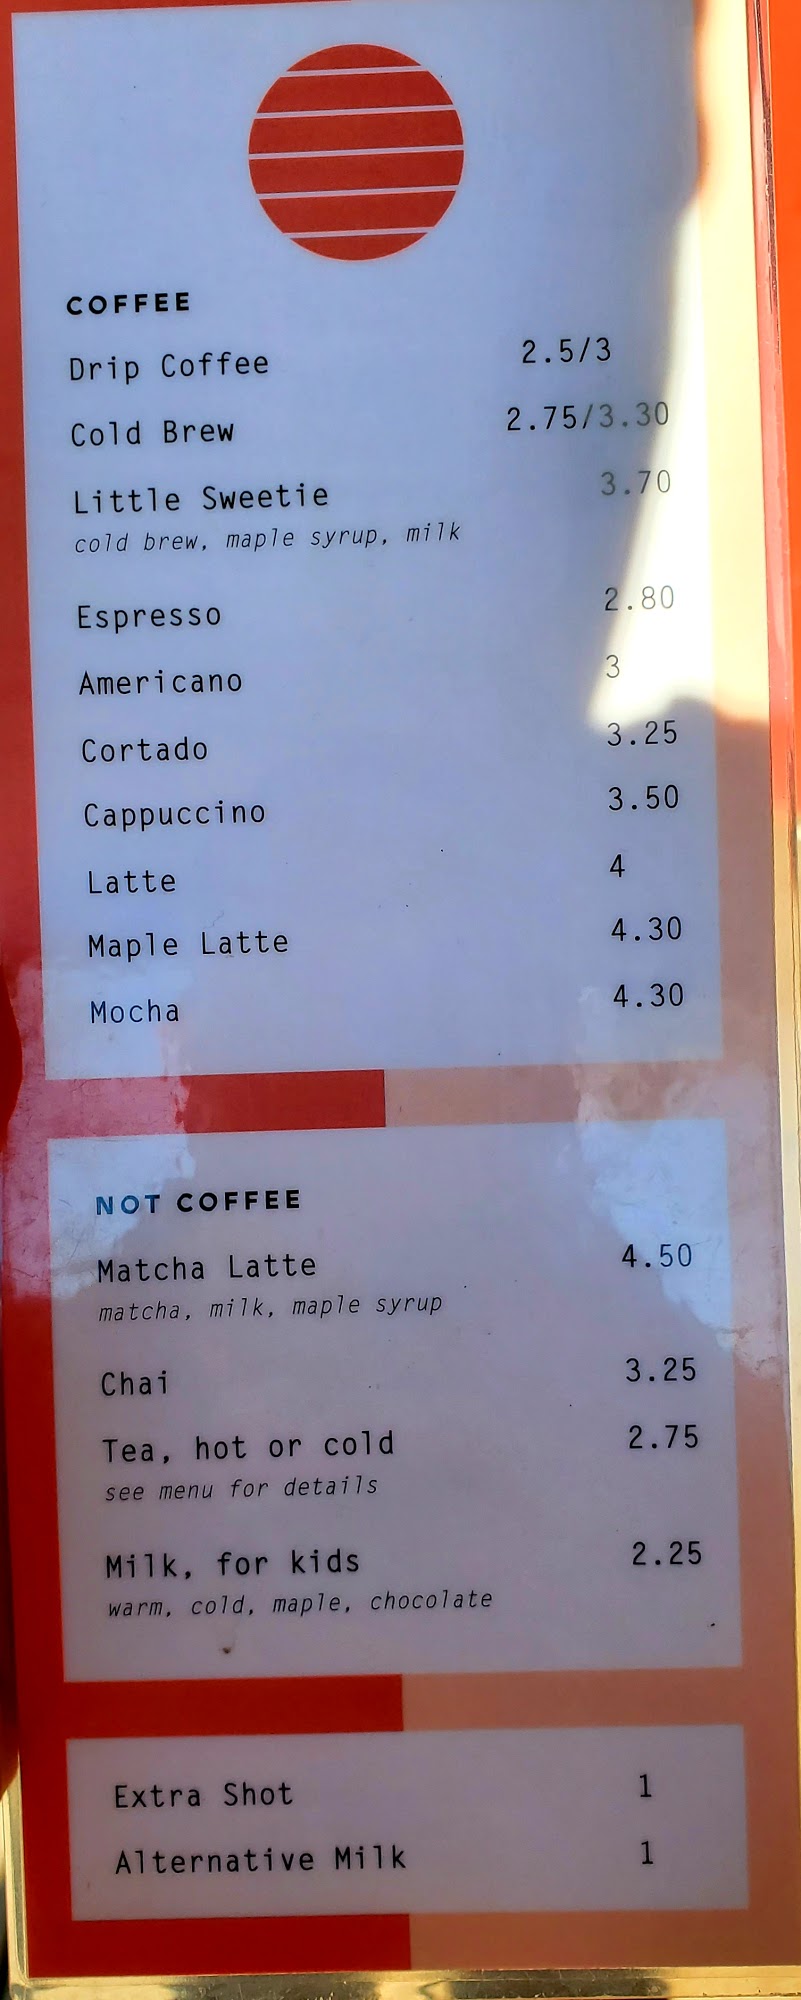 COFFEE
Drip Coffee 2.5/3
Cold Brew 2.75/3.30
Little Sweetie 3.70
cold brew, maple syrup, milk
Espresso 2.80
Americano 3
Cortado 3.25
Cappuccino 3.50
Latte 4
Maple Latte 4.30
Mocha 4.30
NOT COFFEE
Matcha Latte 4.50
matcha, milk, maple syrup
Chai 3.25
Tea, hot or cold 2.75
see menu for details
Milk, for kids 2.25
warm, cold, maple, chocolate
Extra Shot 1
Alternative Milk 1